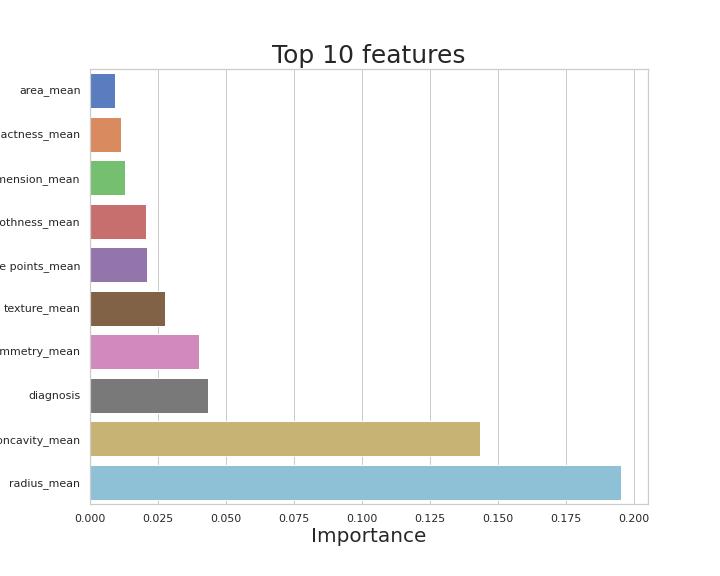 Top 10 features
area_mean
actness_mean
mension_mean
othness_mean
e points_mean
texture_mean
mmetry_mean
diagnosis
oncavity_mean
radius_mean
0.000 0.025 0.050 0.075 0.100 0.125 0.150 0.175 0.200
Importance